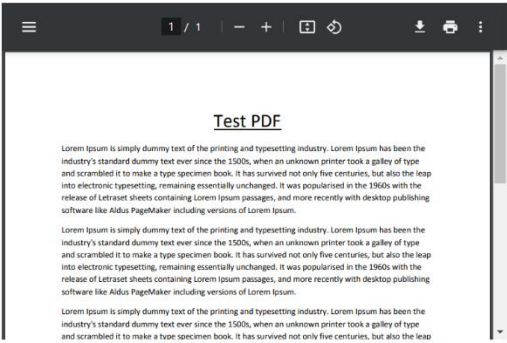 1 / 1
Test PDF
Lorem Ipsum is simply dummy text of the printing and typesetting industry. Lorem Ipsum has been the
industry's standard dummy text ever since the 1500s, when an unknown printer took a galley of type
and scrambled it to make a type specimen book. It has survived not only five centuries, but also the leap
into electronic typesetting, remaining essentially unchanged. It was popularised in the 1960s with the
release of Letraset sheets containing Lorem Ipsum passages, and more recently with desktop publishing
software like Aldus PageMaker including versions of Lorem Ipsum.
Lorem Ipsum is simply dummy text of the printing and typesetting industry. Lorem Ipsum has been the
industry's standard dummy text ever since the 1500s, when an unknown printer took a galley of type
and scrambled it to make a type specimen book. It has survived not only five centuries, but also the leap
into electronic typesetting, remaining essentially unchanged. It was popularised in the 1960s with the
release of Letraset sheets containing Lorem Ipsum passages, and more recently with desktop publishing
software like Aldus PageMaker including versions of Lorem Ipsum.
Lorem Ipsum is simply dummy text of the printing and typesetting industry. Lorem Ipsum has been the
industry's standard dummy text ever since the 1500s, when an unknown printer took a galley of type
and scrambled it to make a type specimen book. It has survived not only five centuries, but also the leap